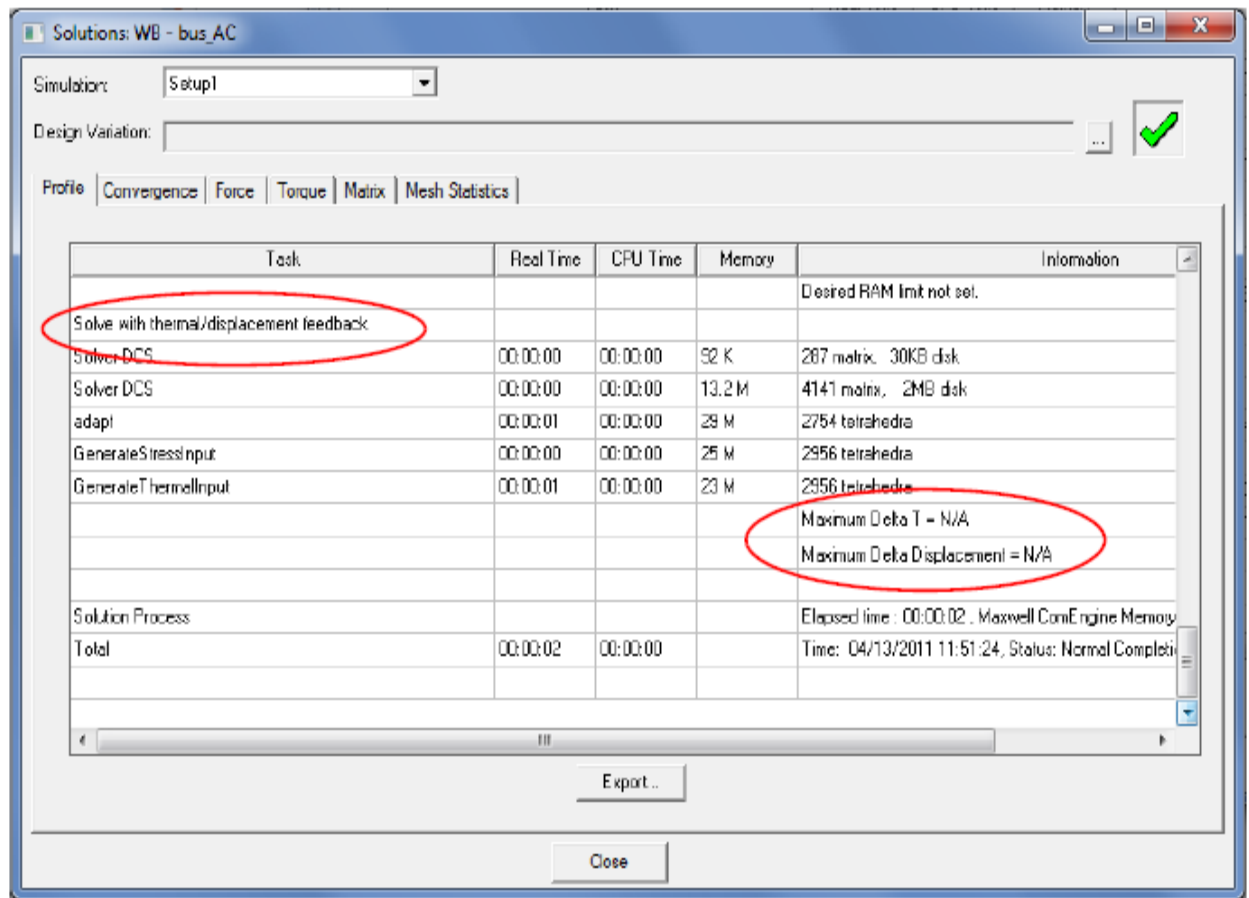 Solutions: WB - bus_AC
Simulation: Setup1
Design Variation: ...
Profile Convergence Force Torque Matrix Mesh Statistics
Task Real Time CPU Time Memory Information
Desired RAM limit not set.
Solve with thermal/displacement feedback
Solver DCS 00:00:00 00:00:00 92 K 287 matrix, 30KB disk
Solver DCS 00:00:00 00:00:00 13.2 M 4141 matrix, 2MB disk
adapt 00:00:01 00:00:00 29 M 2754 tetrahedra
GenerateStressInput 00:00:00 00:00:00 25 M 2956 tetrahedra
GenerateThermalInput 00:00:01 00:00:00 23 M 2956 tetrahedra
Maximum Delta T = N/A
Maximum Delta Displacement = N/A
Solution Process Elapsed time : 00:00:02 , Maxwell ComEngine Memory
Total 00:00:02 00:00:00 Time: 04/13/2011 11:51:24, Status: Normal Completi
Export ..
Close